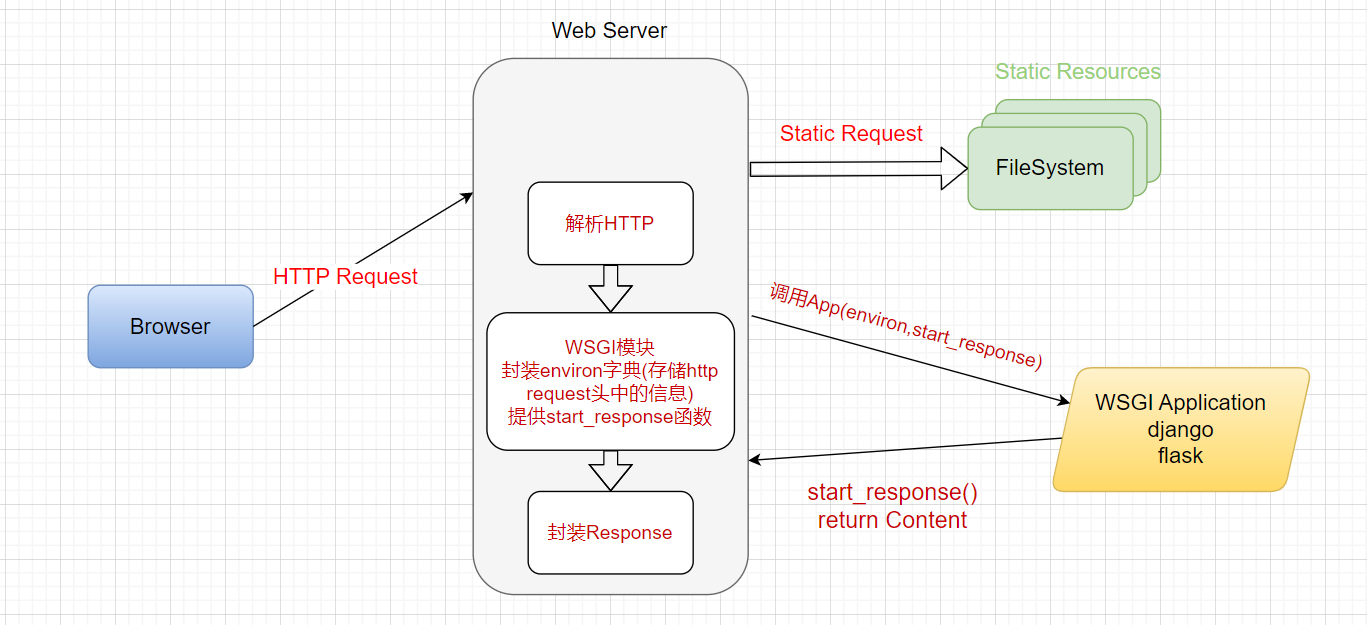 Web Server
Static Resources
Static Request
FileSystem
解析HTTP
HTTP Request
Browser
调用App(environ,start_response)
WSGI模块
封装environ字典(存储http
request头中的信息)
提供start_response函数
WSGI Application
django
flask
start_response()
return Content
封装Response